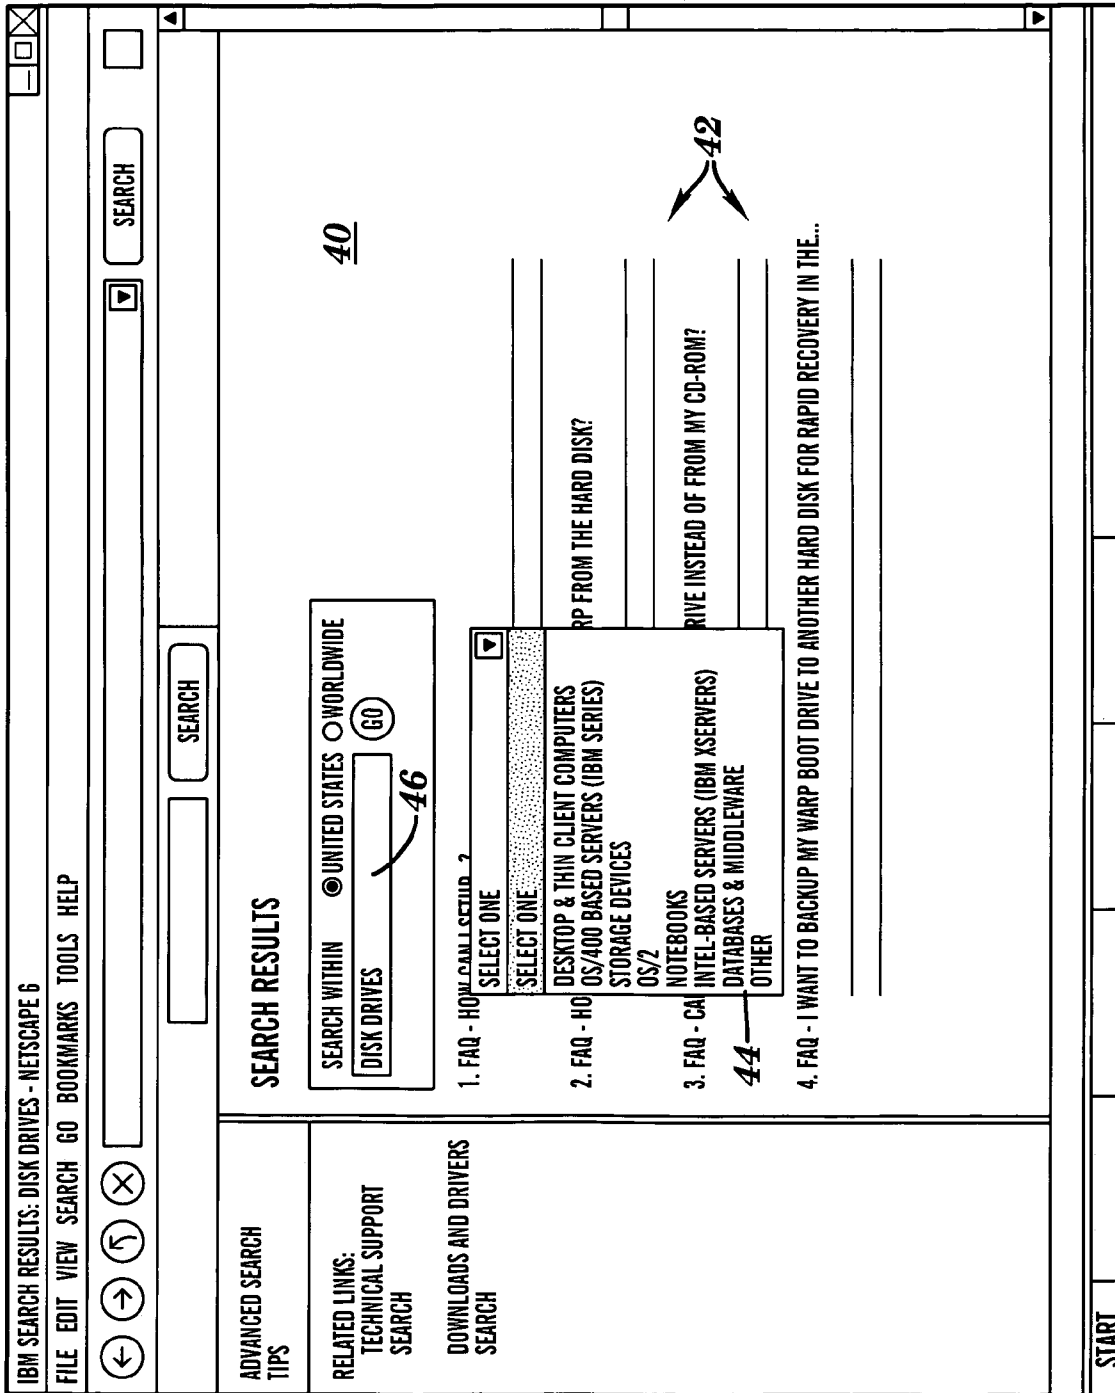 IBM SEARCH RESULTS: DISK DRIVES - NETSCAPE 6
FILE EDIT VIEW SEARCH GO BOOKMARKS TOOLS HELP
SEARCH
SEARCH
ADVANCED SEARCH
TIPS
RELATED LINKS:
TECHNICAL SUPPORT
SEARCH
DOWNLOADS AND DRIVERS
SEARCH
SEARCH RESULTS
40
SEARCH WITHIN UNITED STATES WORLDWIDE
DISK DRIVES GO
46
1. FAQ - HOW CAN I SETUP ?
SELECT ONE
SELECT ONE
DESKTOP & THIN CLIENT COMPUTERS
OS/400 BASED SERVERS (IBM SERIES)
STORAGE DEVICES
OS/2
NOTEBOOKS
INTEL-BASED SERVERS (IBM XSERVERS)
DATABASES & MIDDLEWARE
OTHER
2. FAQ - HO RP FROM THE HARD DISK?
3. FAQ - CA RIVE INSTEAD OF FROM MY CD-ROM?
42
44
4. FAQ - I WANT TO BACKUP MY WARP BOOT DRIVE TO ANOTHER HARD DISK FOR RAPID RECOVERY IN THE...
START